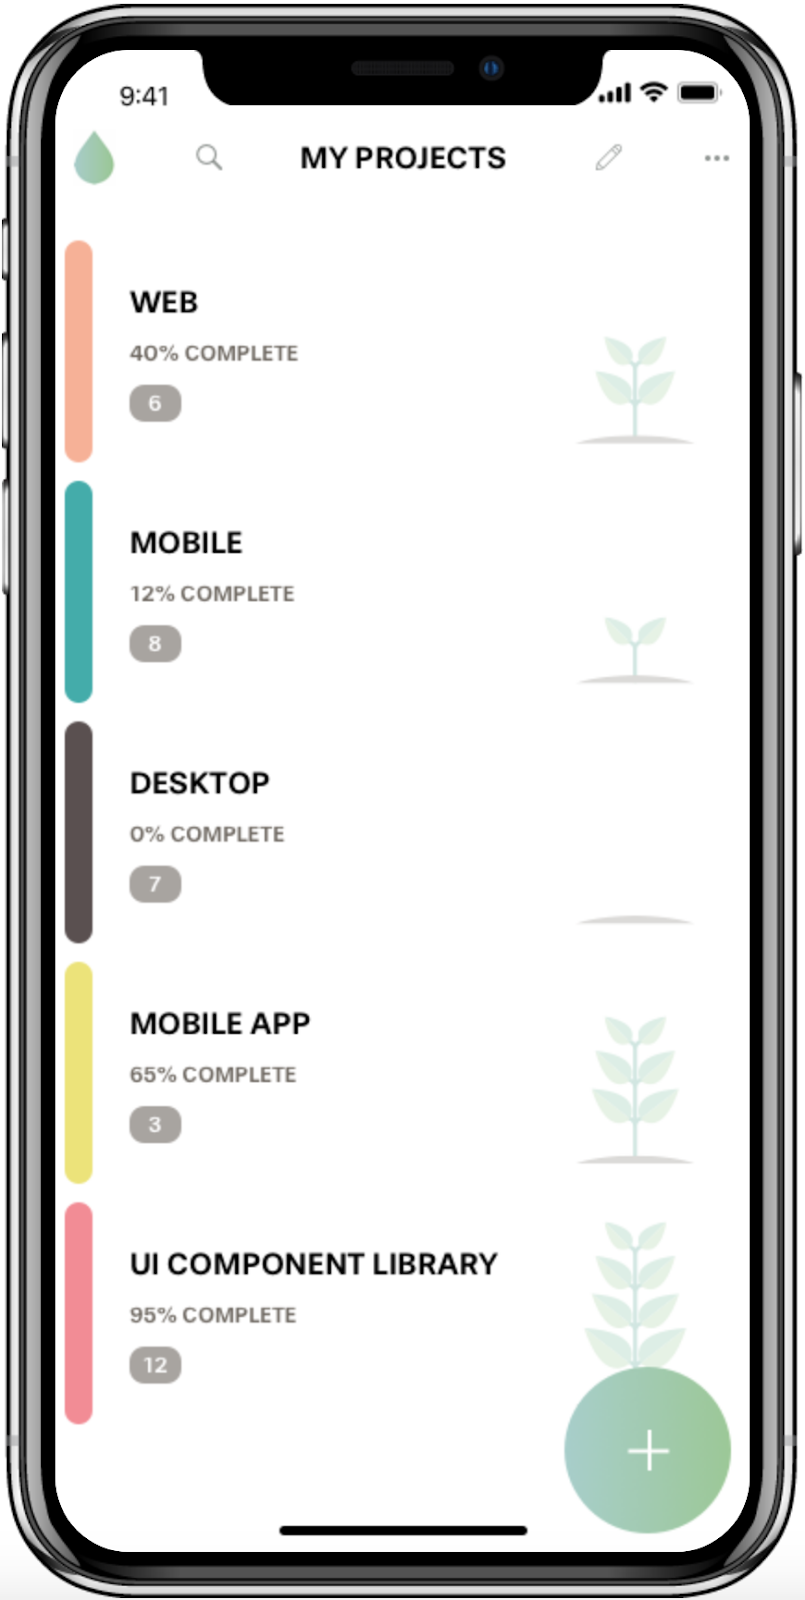 9:41
MY PROJECTS
WEB
40% COMPLETE
6
MOBILE
12% COMPLETE
8
DESKTOP
0% COMPLETE
7
MOBILE APP
65% COMPLETE
3
UI COMPONENT LIBRARY
95% COMPLETE
12